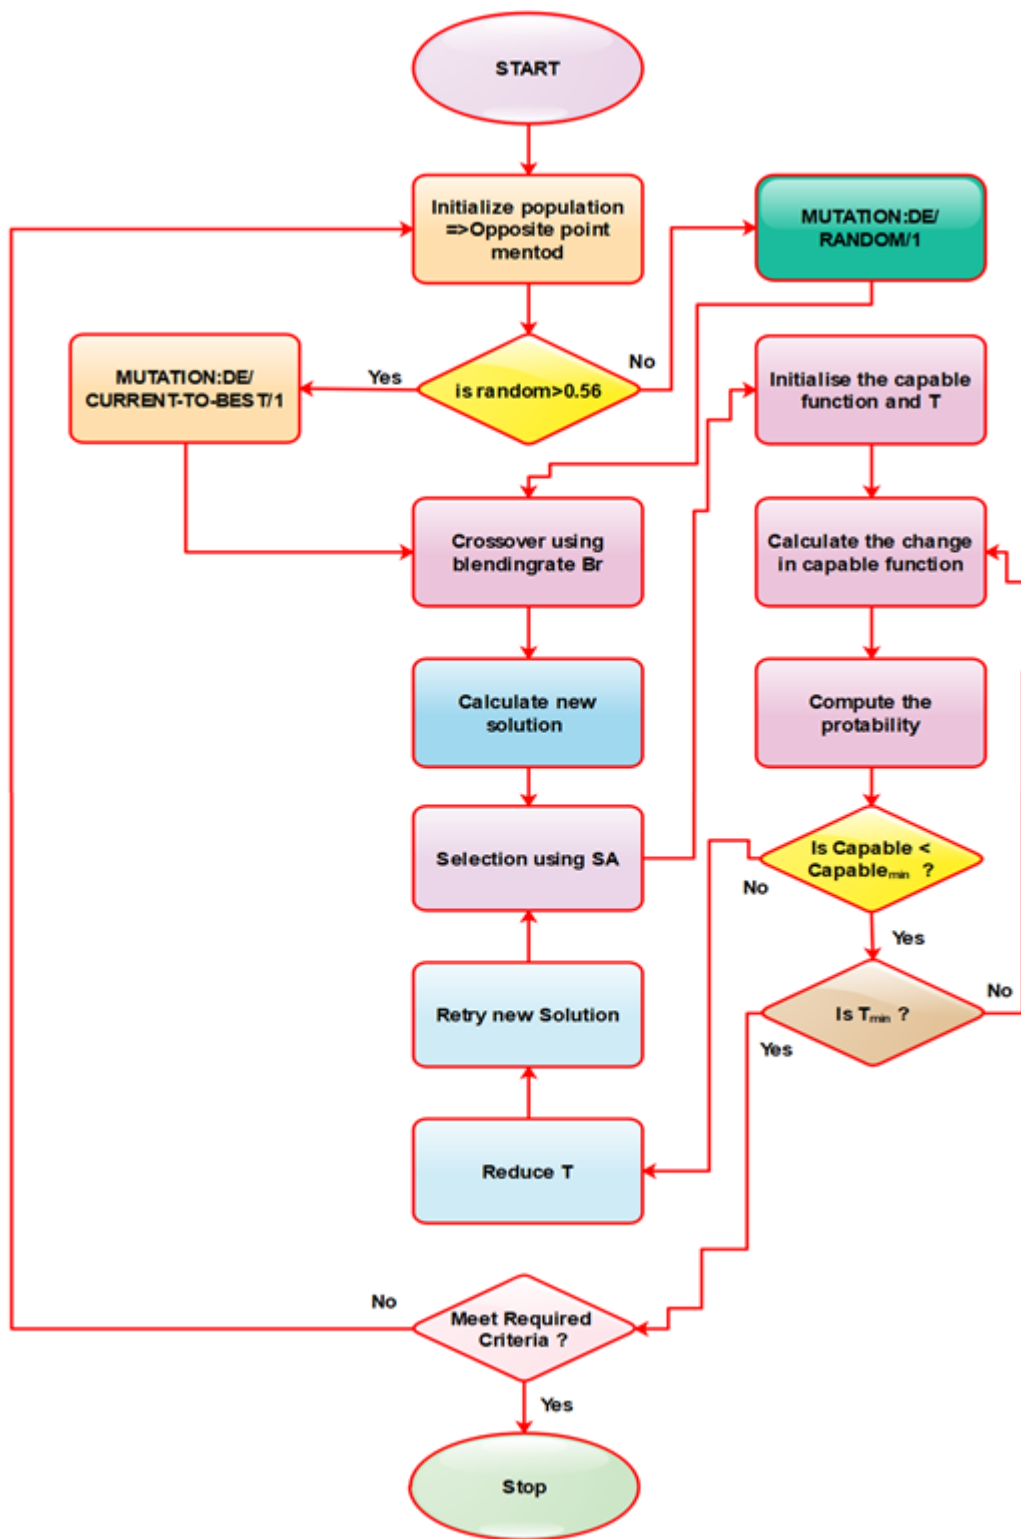 START
Initialize population
=>Opposite point
mentod
MUTATION:DE/
RANDOM/1
MUTATION:DE/
CURRENT-TO-BEST/1
Yes
is random>0.56
No
Initialise the capable
function and T
Crossover using
blendingrate Br
Calculate the change
in capable function
Calculate new
solution
Compute the
protability
Selection using SA
Is Capable <
Capablemin ?
No
Yes
Retry new Solution
Is Tmin ?
No
Yes
Reduce T
No
Meet Required
Criteria ?
Yes
Stop